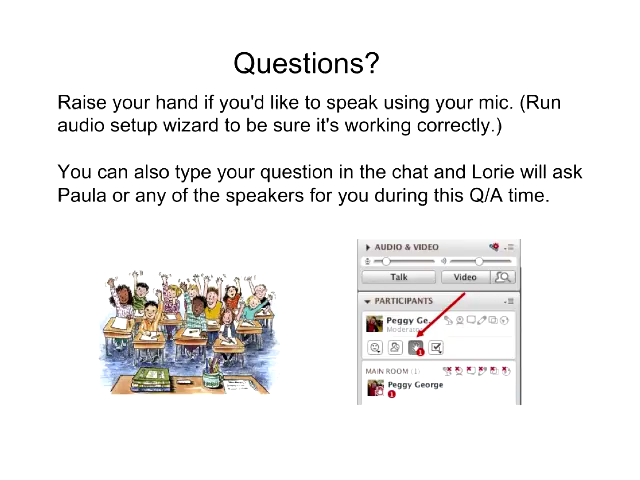 Questions?
Raise your hand if you'd like to speak using your mic. (Run
audio setup wizard to be sure it's working correctly.)
You can also type your question in the chat and Lorie will ask
Paula or any of the speakers for you during this Q/A time.
AUDIO & VIDEO
Talk Video
PARTICIPANTS
Peggy Ge...
Moderat
1
MAIN ROOM (1)
Peggy George
1